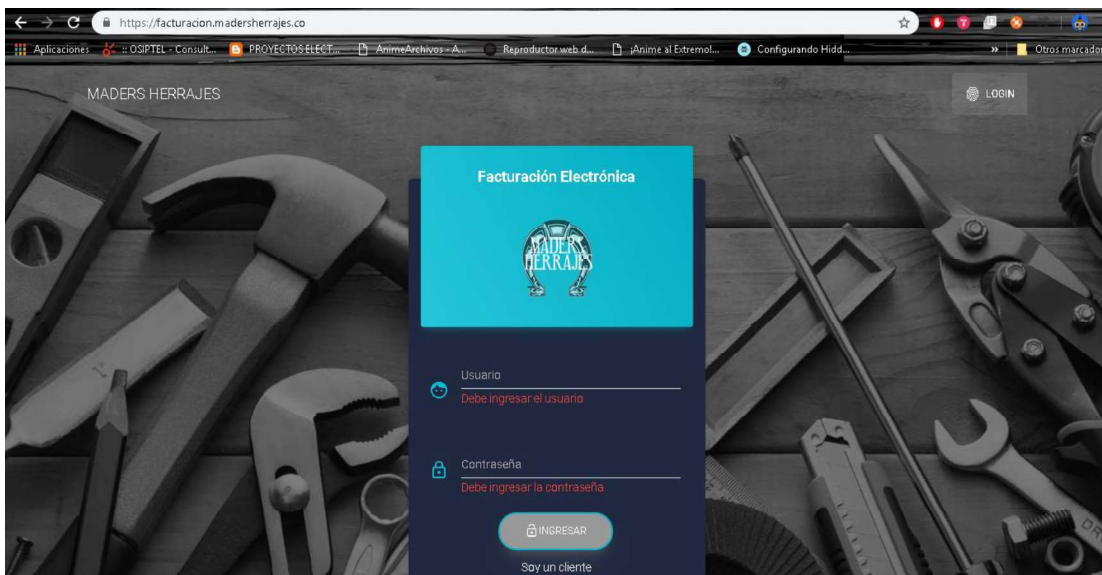 https://facturacion.madersherrajes.co
Aplicaciones
:: OSIPTEL - Consult...
PROYECTOS ELECT...
AnimeArchivos - A...
Reproductor web d...
¡Anime al Extremo!...
Configurando Hidd...
»
Otros marcado
MADERS HERRAJES
LOGIN
Facturación Electrónica
MADERS
HERRAJES
Usuario
Debe ingresar el usuario
Contraseña
Debe ingresar la contraseña
INGRESAR
Soy un cliente